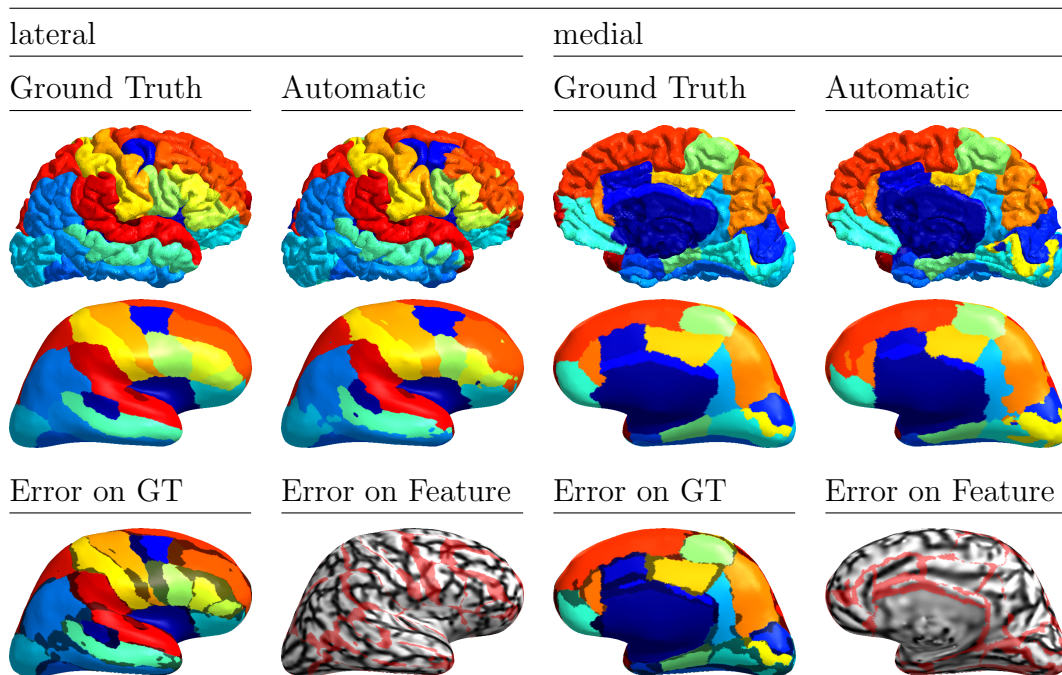 lateral medial
Ground Truth Automatic Ground Truth Automatic
Error on GT Error on Feature Error on GT Error on Feature